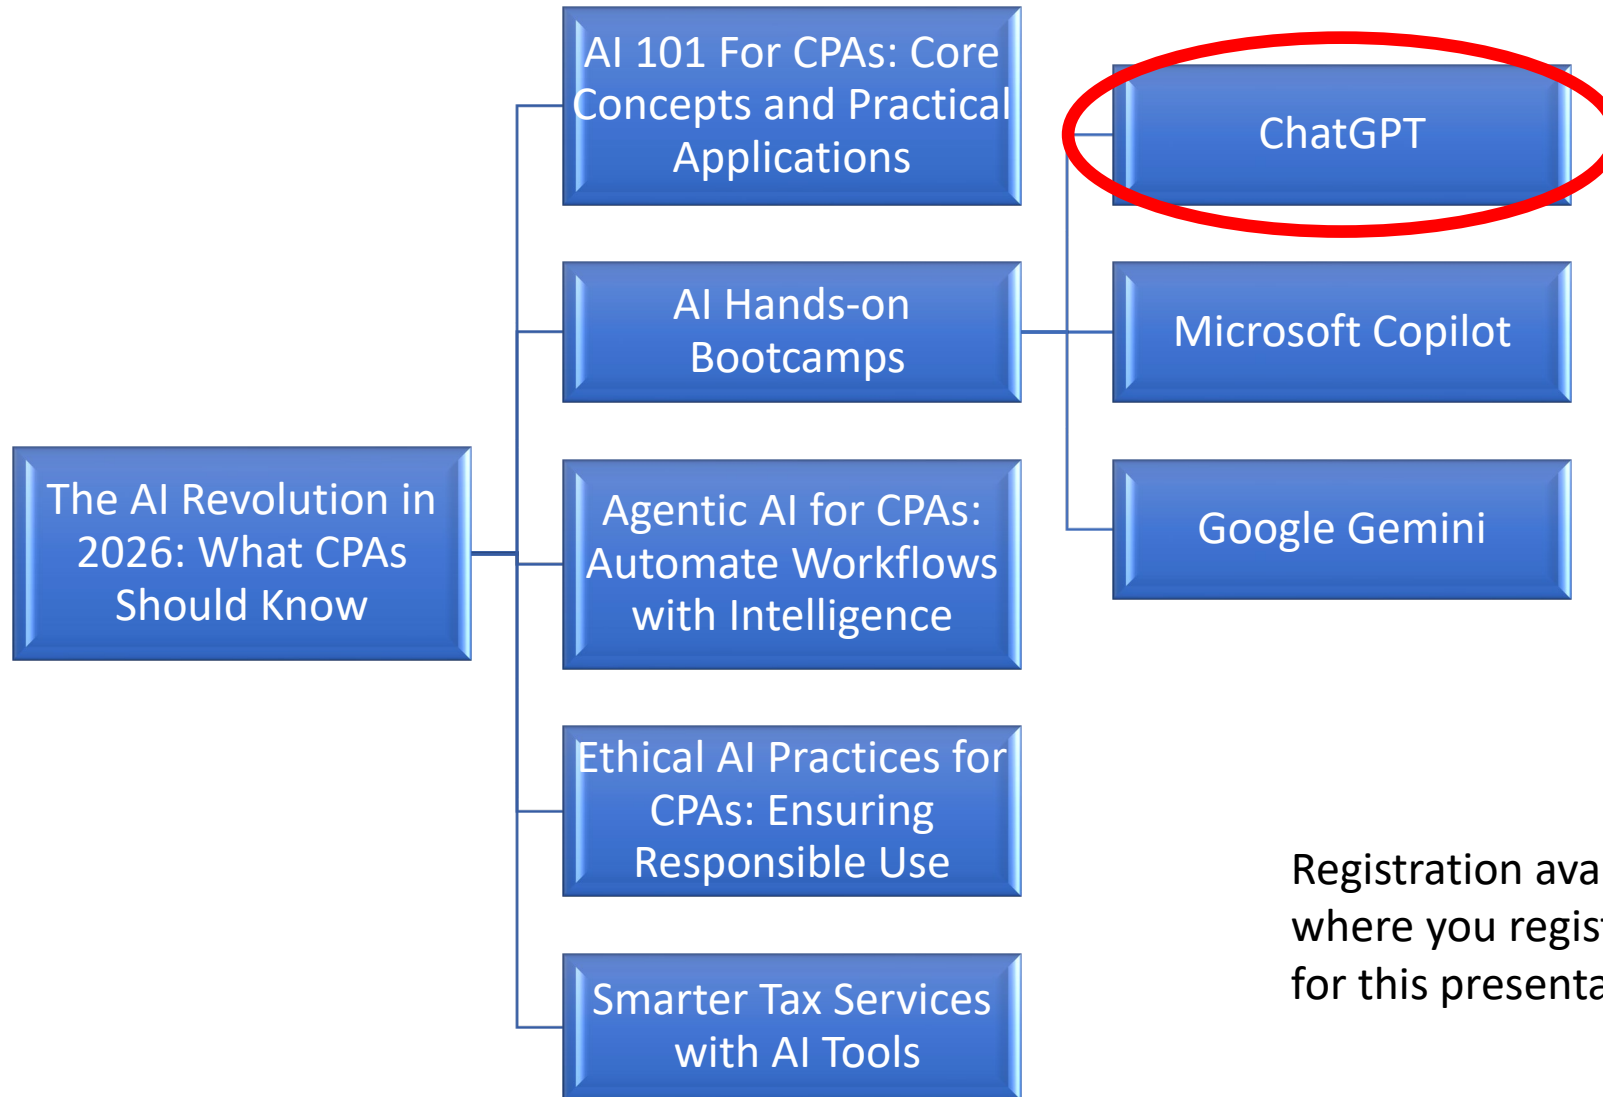 The AI Revolution in
2026: What CPAs
Should Know
AI 101 For CPAs: Core
Concepts and Practical
Applications
AI Hands-on
Bootcamps
Agentic AI for CPAs:
Automate Workflows
with Intelligence
Ethical AI Practices for
CPAs: Ensuring
Responsible Use
Smarter Tax Services
with AI Tools
ChatGPT
Microsoft Copilot
Google Gemini
Registration
where you
for this